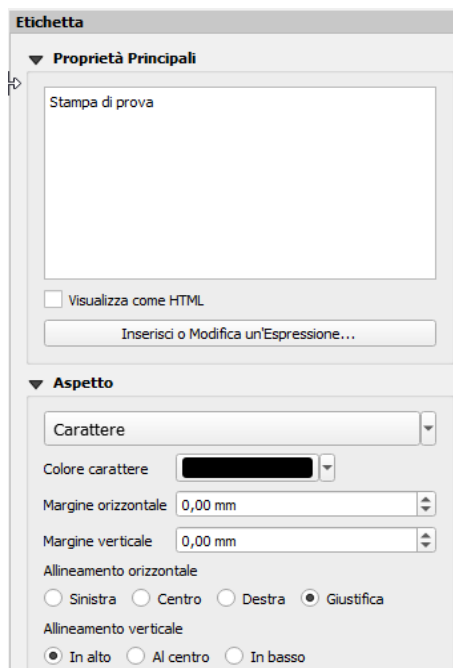 Etichetta
Proprietà Principali
Stampa di prova
Visualizza come HTML
Inserisci o Modifica un'Espressione...
Aspetto
Carattere
Colore carattere
Margine orizzontale 0,00 mm
Margine verticale 0,00 mm
Allineamento orizzontale
Sinistra Centro Destra Giustifica
Allineamento verticale
In alto Al centro In basso